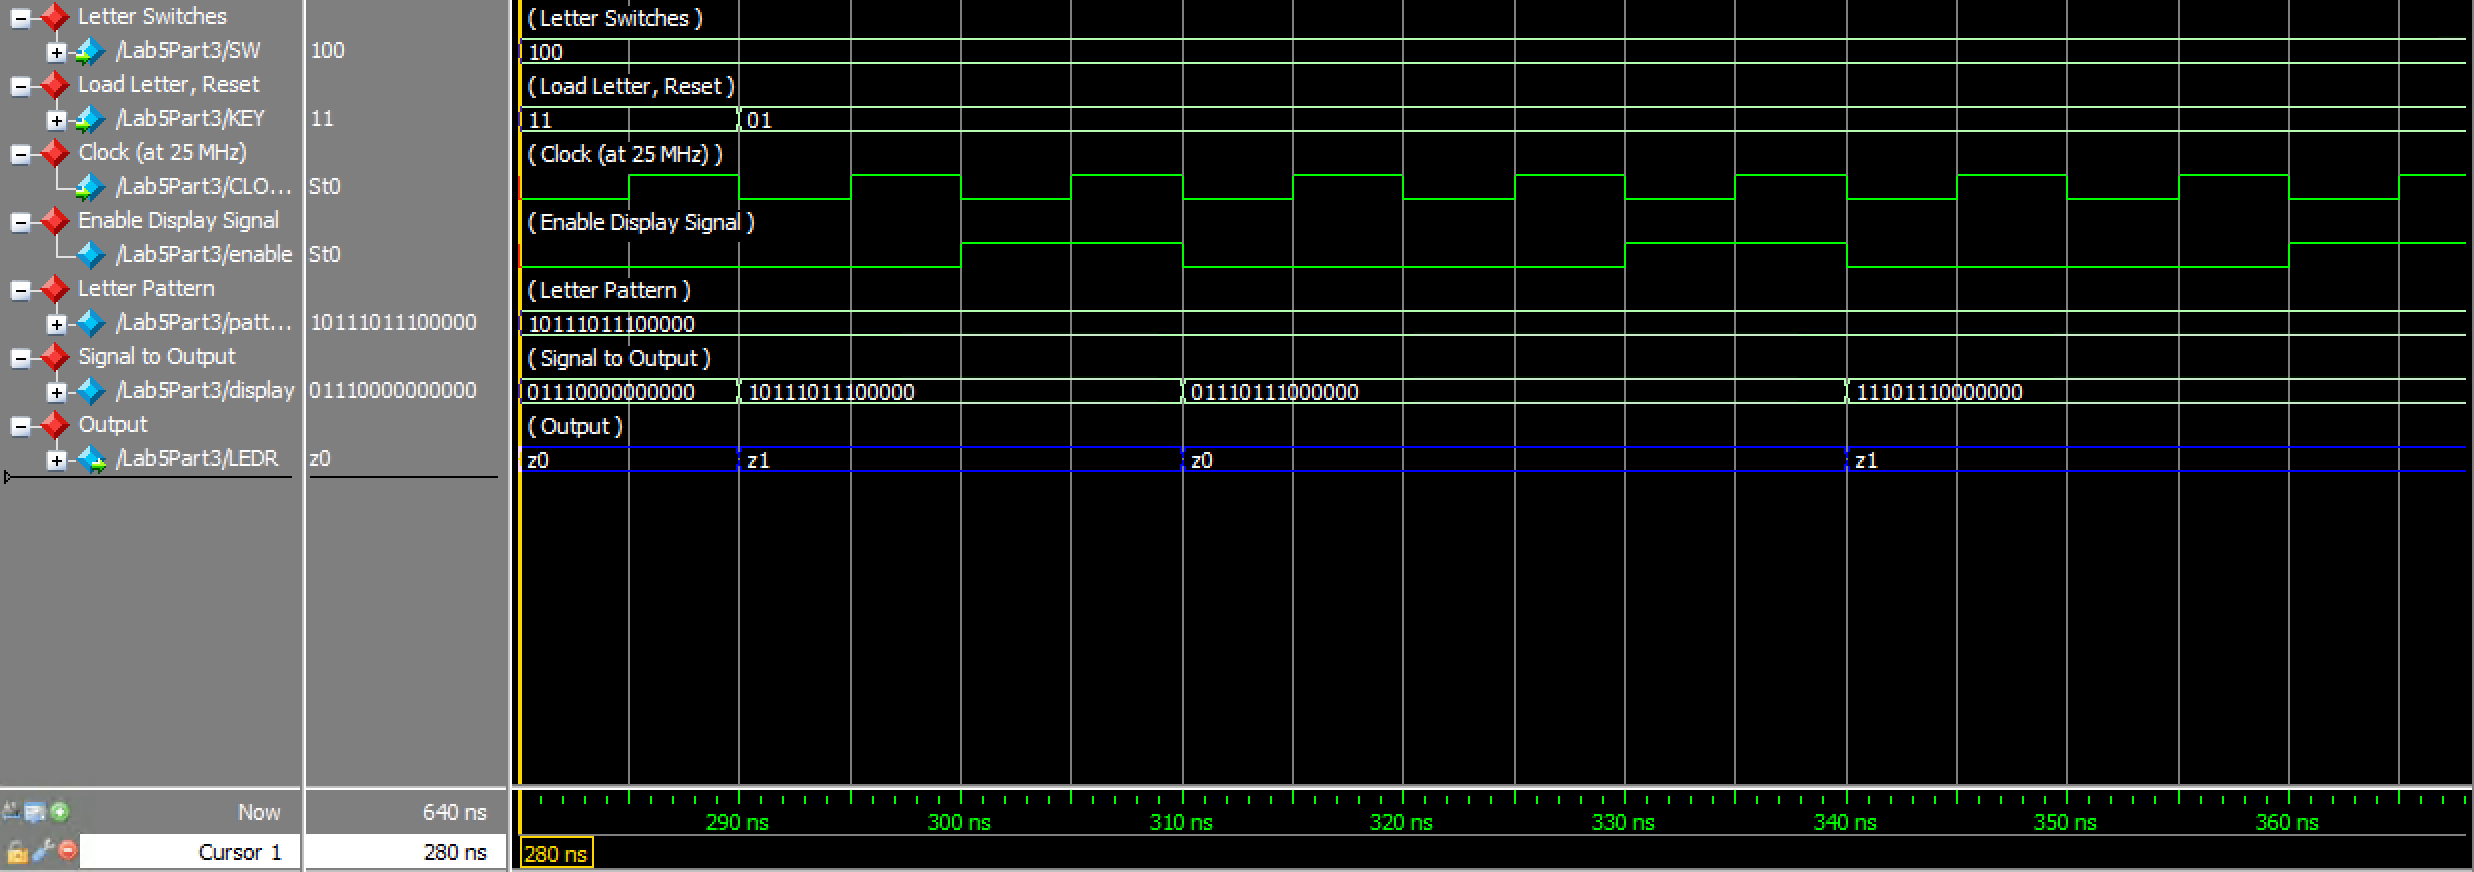 Letter Switches ( Letter Switches )
/Lab5Part3/SW 100 100
Load Letter, Reset ( Load Letter, Reset )
/Lab5Part3/KEY 11 11 01
Clock (at 25 MHz) ( Clock (at 25 MHz) )
/Lab5Part3/CLO... St0
Enable Display Signal ( Enable Display Signal )
/Lab5Part3/enable St0
Letter Pattern ( Letter Pattern )
/Lab5Part3/patt... 10111011100000 10111011100000
Signal to Output ( Signal to Output )
/Lab5Part3/display 01110000000000 01110000000000 10111011100000 01110111000000 11101110000000
Output ( Output )
/Lab5Part3/LEDR z0 z0 z1 z0 z1
Now 640 ns 290 ns 300 ns 310 ns 320 ns 330 ns 340 ns 350 ns 360 ns
Cursor 1 280 ns 280 ns